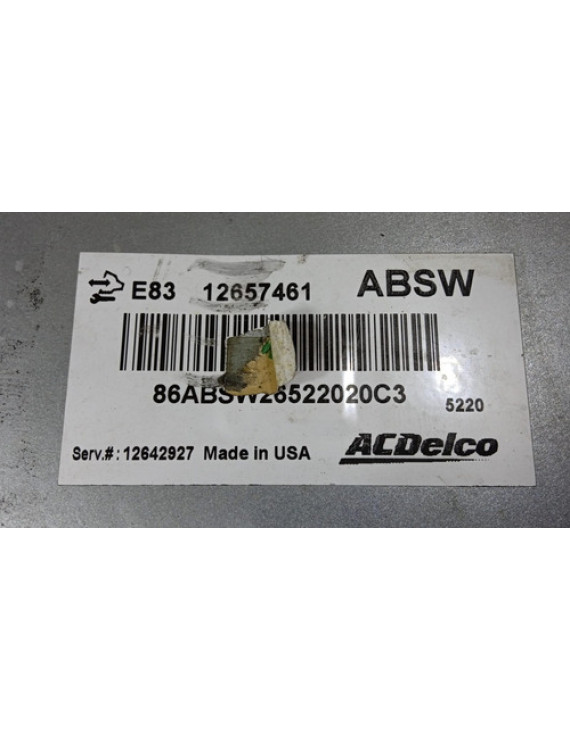 E83 12657461 ABSW
86ABSW26522020C3
5220
Serv.#: 12642927 Made in USA ACDelco